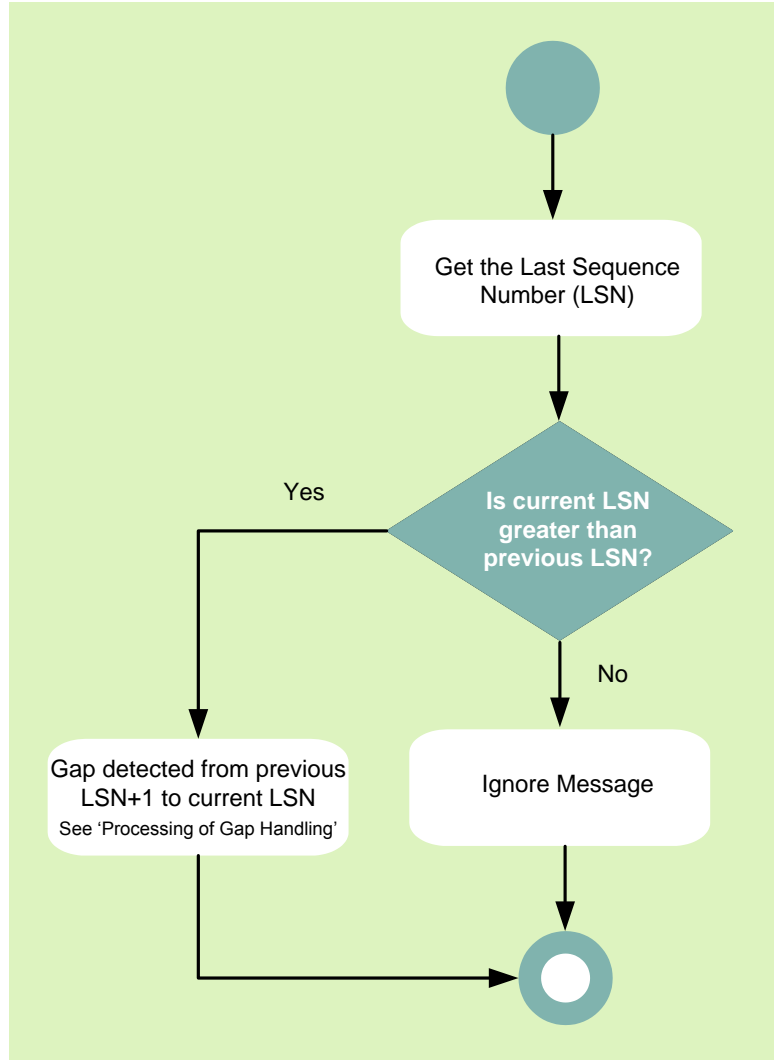 Get the Last Sequence
Number (LSN)
Is current LSN
greater than
previous LSN?
Yes
No
Gap detected from previous
LSN+1 to current LSN
See ‘Processing of Gap Handling’
Ignore Message